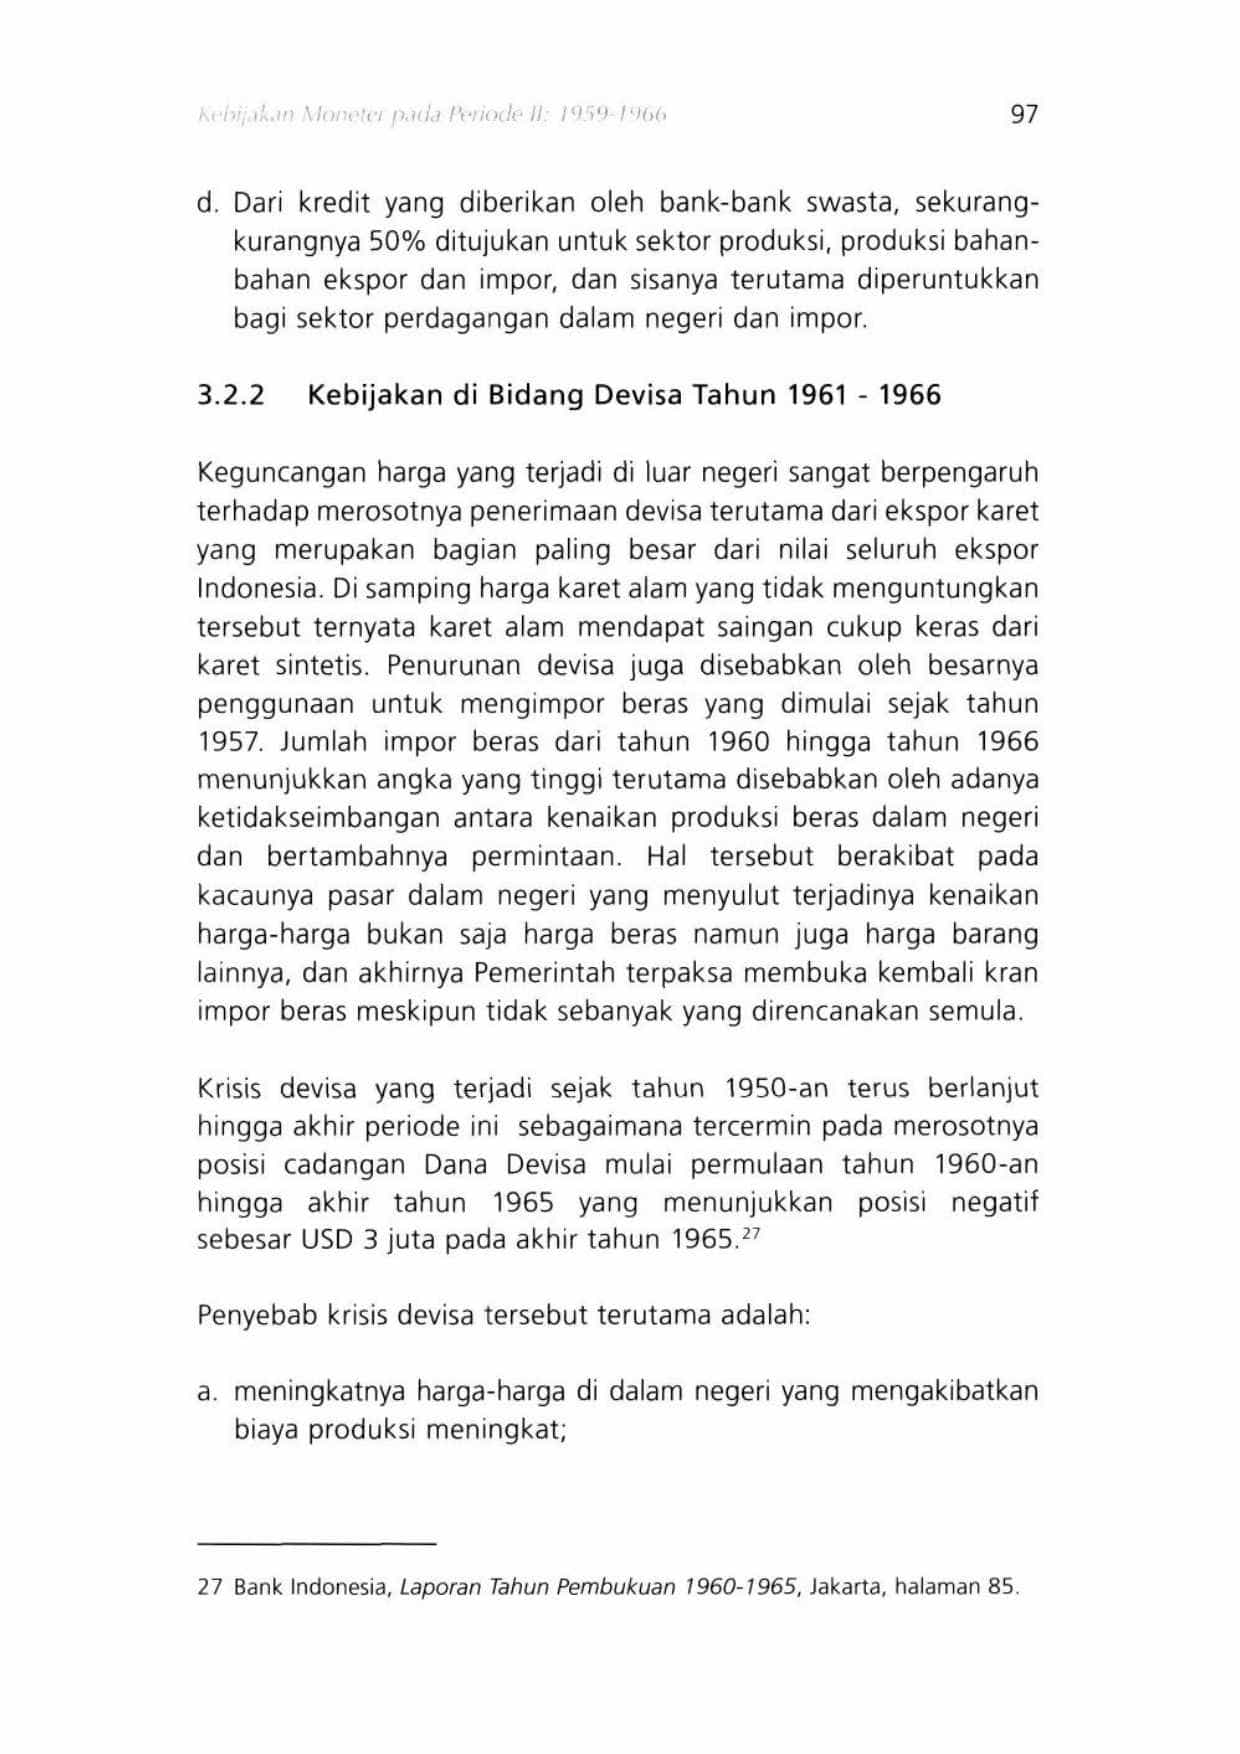 Kebijakan Moneter pada Periode II: 1959-1966 97
d. Dari kredit yang diberikan oleh bank-bank swasta, sekurang-
kurangnya 50% ditujukan untuk sektor produksi, produksi bahan-
bahan ekspor dan impor, dan sisanya terutama diperuntukkan
bagi sektor perdagangan dalam negeri dan impor.
3.2.2 Kebijakan di Bidang Devisa Tahun 1961 - 1966
Keguncangan harga yang terjadi di luar negeri sangat berpengaruh
terhadap merosotnya penerimaan devisa terutama dari ekspor karet
yang merupakan bagian paling besar dari nilai seluruh ekspor
Indonesia. Di samping harga karet alam yang tidak menguntungkan
tersebut ternyata karet alam mendapat saingan cukup keras dari
karet sintetis. Penurunan devisa juga disebabkan oleh besarnya
penggunaan untuk mengimpor beras yang dimulai sejak tahun
1957. Jumlah impor beras dari tahun 1960 hingga tahun 1966
menunjukkan angka yang tinggi terutama disebabkan oleh adanya
ketidakseimbangan antara kenaikan produksi beras dalam negeri
dan bertambahnya permintaan. Hal tersebut berakibat pada
kacaunya pasar dalam negeri yang menyulut terjadinya kenaikan
harga-harga bukan saja harga beras namun juga harga barang
lainnya, dan akhirnya Pemerintah terpaksa membuka kembali kran
impor beras meskipun tidak sebanyak yang direncanakan semula.
Krisis devisa yang terjadi sejak tahun 1950-an terus berlanjut
hingga akhir periode ini sebagaimana tercermin pada merosotnya
posisi cadangan Dana Devisa mulai permulaan tahun 1960-an
hingga akhir tahun 1965 yang menunjukkan posisi negatif
sebesar USD 3 juta pada akhir tahun 1965.27
Penyebab krisis devisa tersebut terutama adalah:
a. meningkatnya harga-harga di dalam negeri yang mengakibatkan
biaya produksi meningkat;
27 Bank Indonesia, Laporan Tahun Pembukuan 1960-1965, Jakarta, halaman 85.